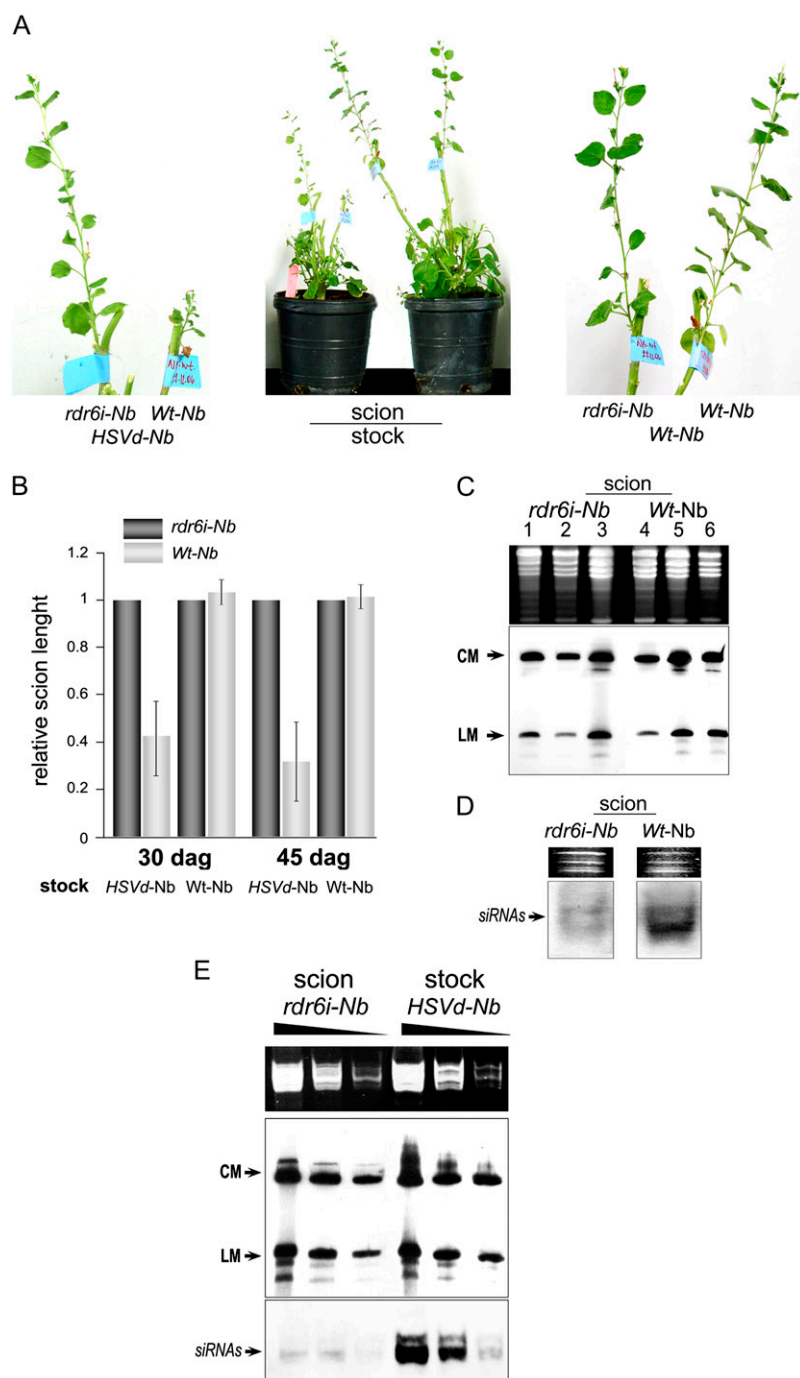 A
rdr6i-Nb Wt-Nb
HSVd-Nb
scion
stock
rdr6i-Nb Wt-Nb
Wt-Nb
B
rdr6i-Nb
Wt-Nb
relative scion lenght
1.2
1
0.8
0.6
0.4
0.2
0
30 dag 45 dag
stock HSVd-Nb Wt-Nb HSVd-Nb Wt-Nb
C
scion
rdr6i-Nb Wt-Nb
1 2 3 4 5 6
CM
LM
D
scion
rdr6i-Nb Wt-Nb
siRNAs
E
scion stock
rdr6i-Nb HSVd-Nb
CM
LM
siRNAs